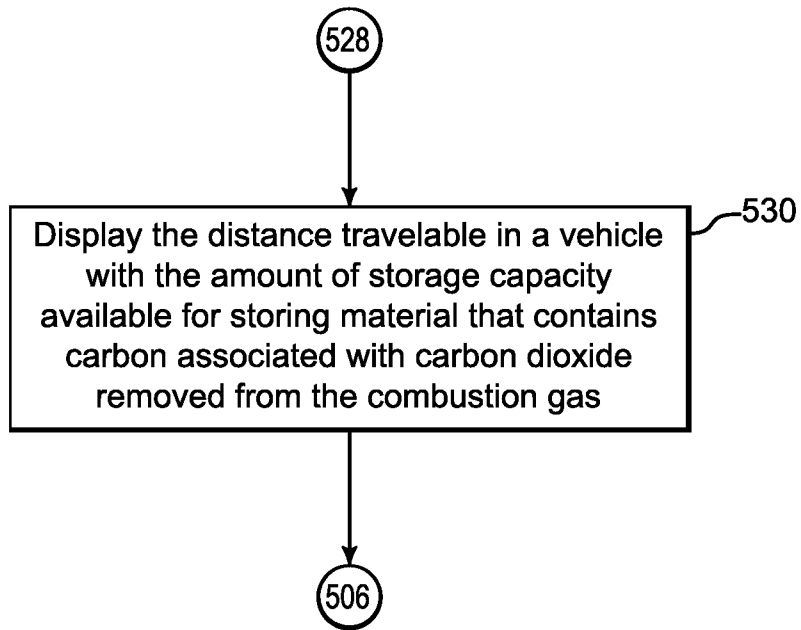 528
530
Display the distance travelable in a vehicle
with the amount of storage capacity
available for storing material that contains
carbon associated with carbon dioxide
removed from the combustion gas
506